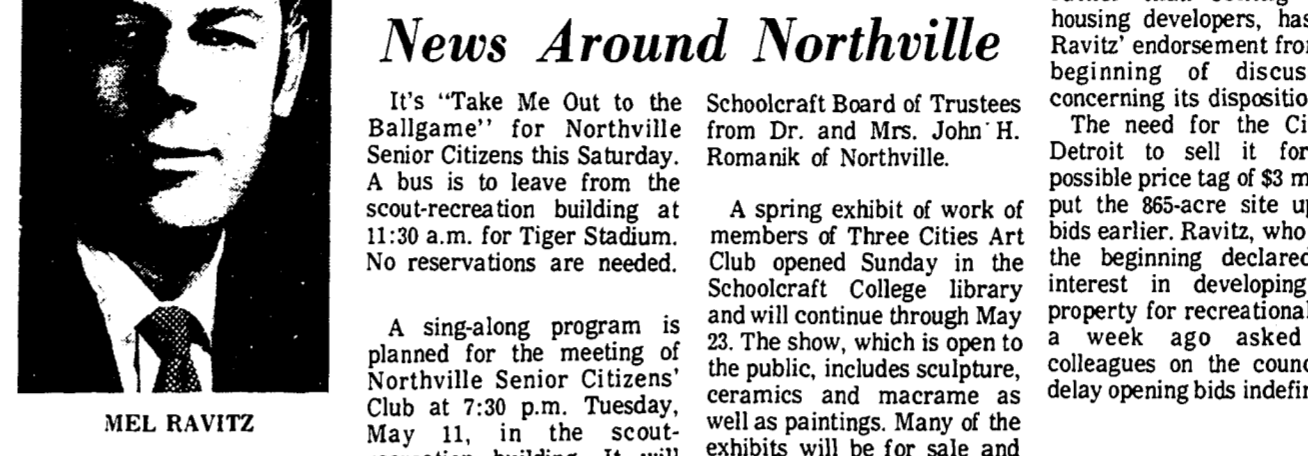 MEL RAVITZ
News Around Northville
It's "Take Me Out to the
Ballgame" for Northville
Senior Citizens this Saturday.
A bus is to leave from the
scout-recreation building at
11:30 a.m. for Tiger Stadium.
No reservations are needed.
A sing-along program is
planned for the meeting of
Northville Senior Citizens'
Club at 7:30 p.m. Tuesday,
May 11, in the scout-
Schoolcraft Board of Trustees
from Dr. and Mrs. John H.
Romanik of Northville.
A spring exhibit of work of
members of Three Cities Art
Club opened Sunday in the
Schoolcraft College library
and will continue through May
23. The show, which is open to
the public, includes sculpture,
ceramics and macrame as
well as paintings. Many of the
exhibits will be for sale and
housing developers, has
Ravitz' endorsement
beginning of
concerning its
The need for the
Detroit to sell it for
possible price tag of $3
put the 865-acre site
bids earlier. Ravitz, who
the beginning
interest in developing
property for recreational
a week ago asked
colleagues on the
delay opening bids